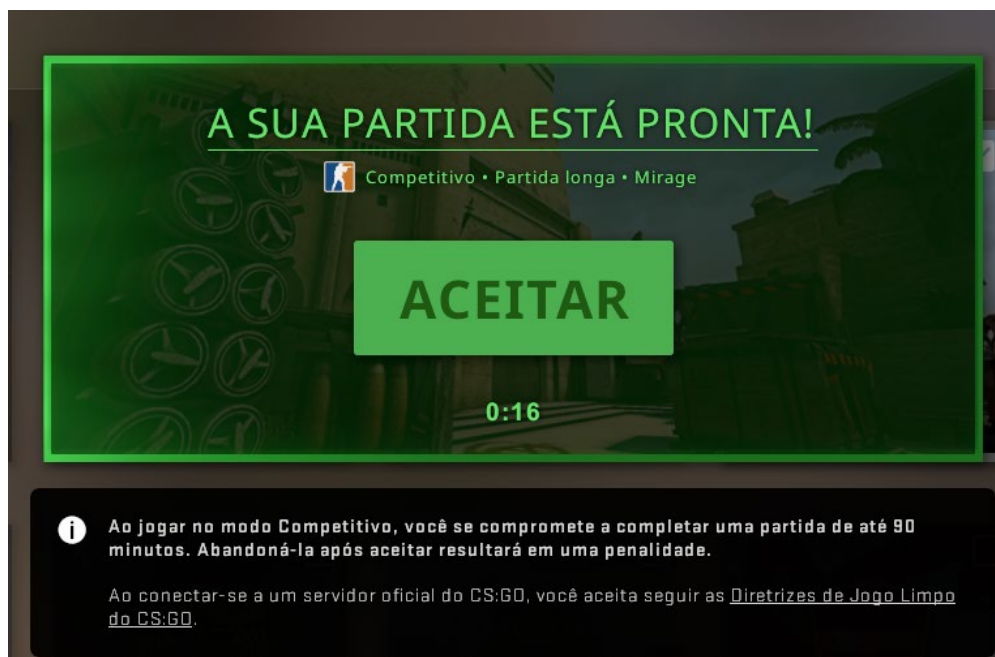 A SUA PARTIDA ESTÁ PRONTA!
Competitivo • Partida longa • Mirage
ACEITAR
0:16
Ao jogar no modo Competitivo, você se compromete a completar uma partida de até 90
minutos. Abandoná-la após aceitar resultará em uma penalidade.
Ao conectar-se a um servidor oficial do CS:GO, você aceita seguir as Diretrizes de Jogo Limpo
do CS:GO.